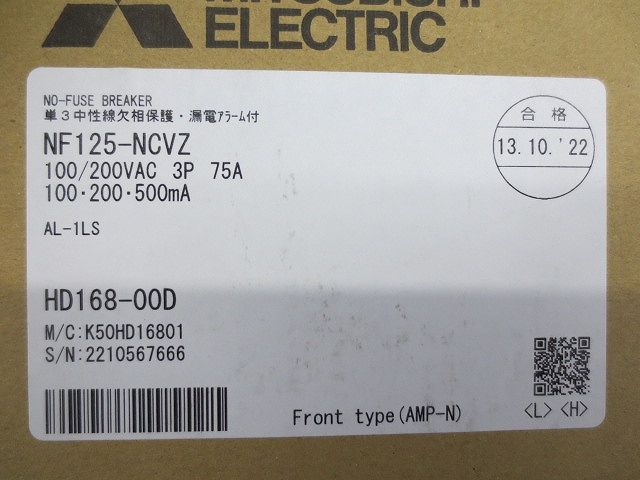 MITSUBISHI
ELECTRIC
NO-FUSE BREAKER
単3中性線欠相保護・漏電ｱﾗｰﾑ付
NF125-NCVZ
100/200VAC 3P 75A
100・200・500mA
AL-1LS
合格
13.10.'22
HD168-00D
M/C:K50HD16801
S/N:2210567666
Front type(AMP-N)
<L> <H>